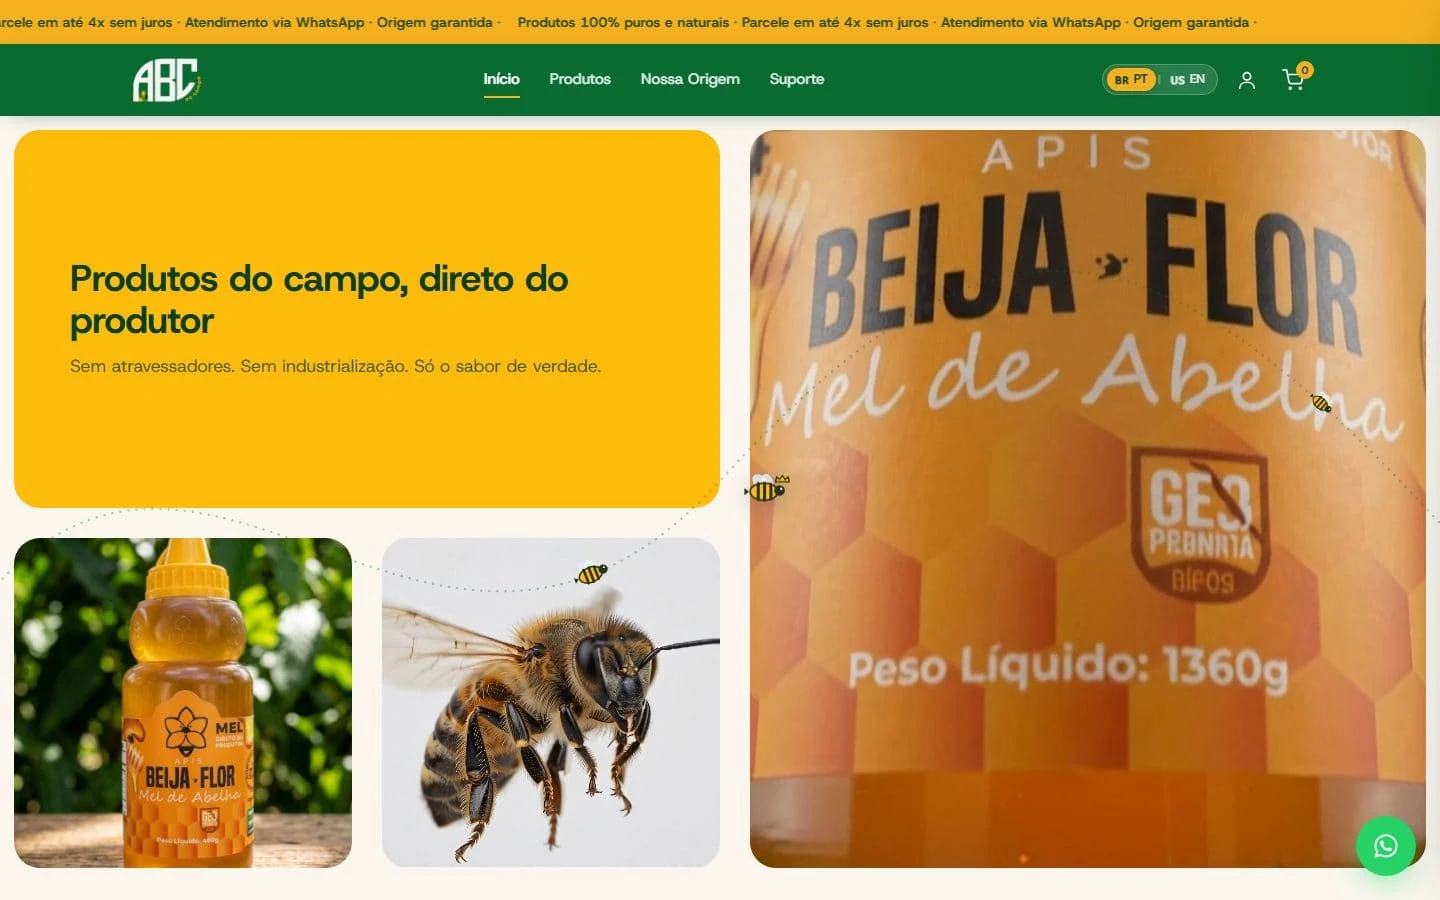 arcele em até 4x sem juros · Atendimento via WhatsApp · Origem garantida · Produtos 100% puros e naturais · Parcele em até 4x sem juros · Atendimento via WhatsApp · Origem garantida ·
ABC
Início
Produtos
Nossa Origem
Suporte
BR PT | US EN
0
Produtos do campo, direto do
produtor
Sem atravessadores. Sem industrialização. Só o sabor de verdade.
APIS
BEIJA·FLOR
Mel de Abelha
Peso Líquido: 1360g
MEL
APIS
BEIJA·FLOR
Mel de Abelha